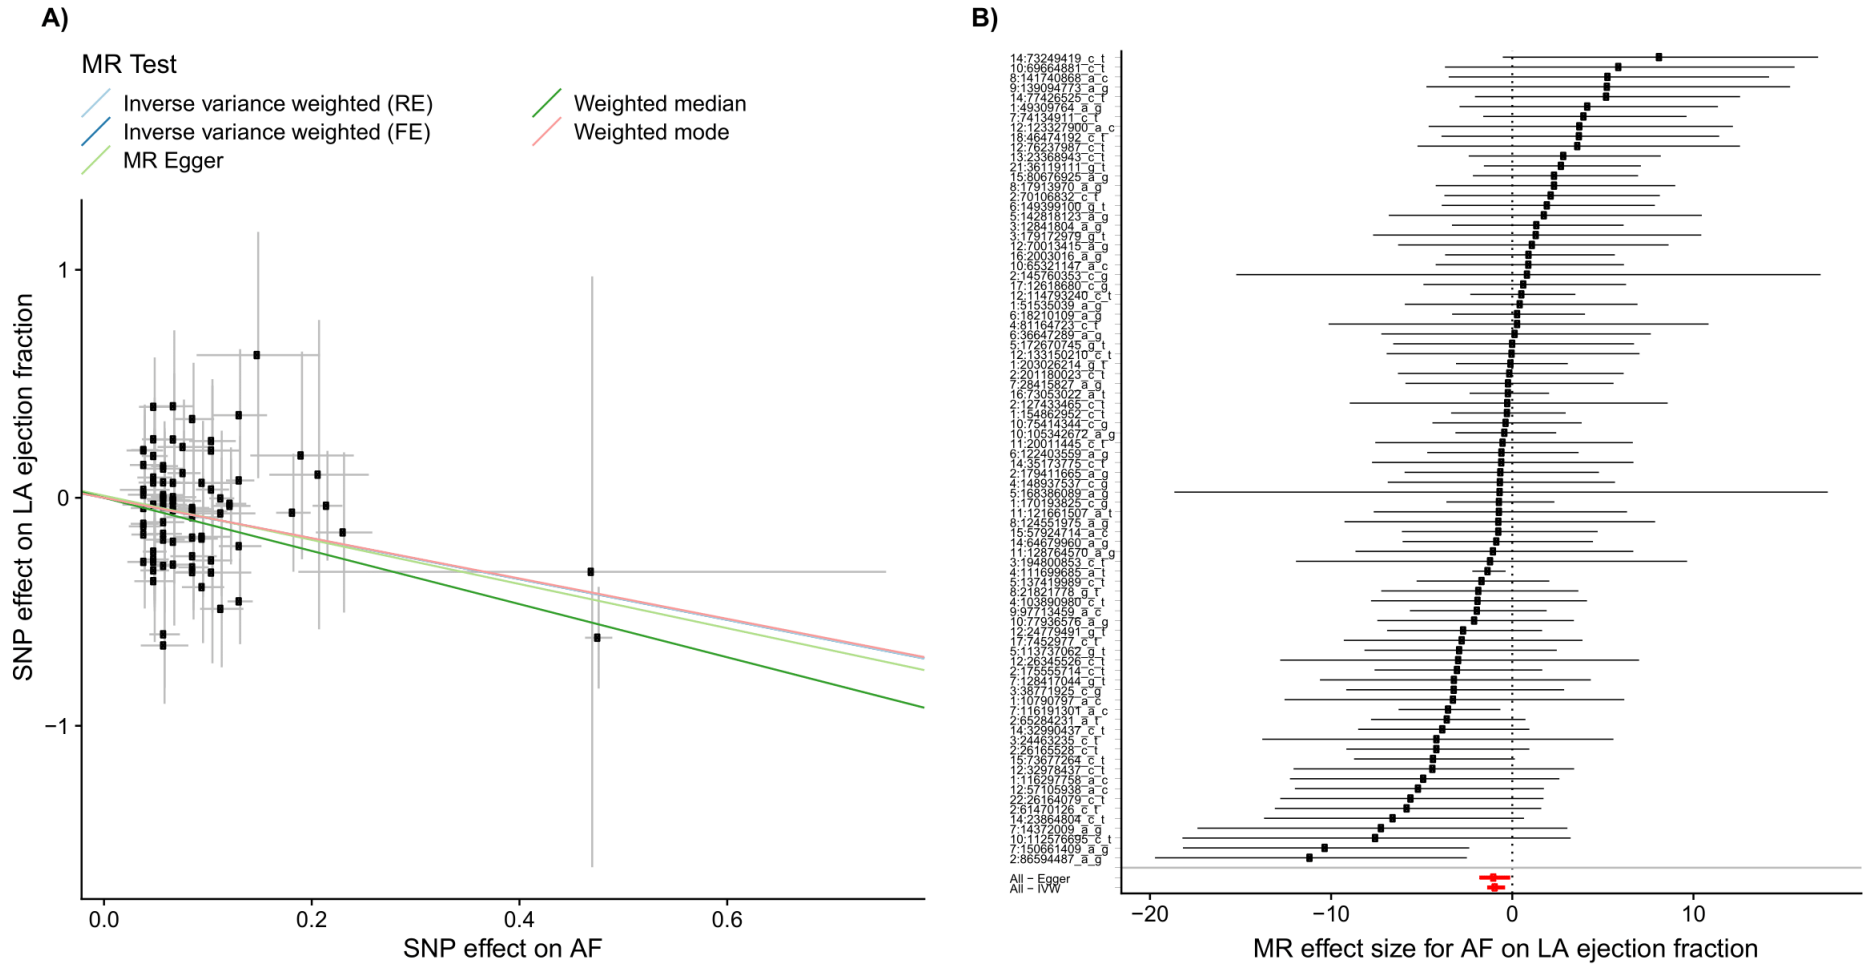 A)
MR Test
Inverse variance weighted (RE)
Inverse variance weighted (FE)
MR Egger
Weighted median
Weighted mode
SNP effect on LA ejection fraction
1
0
−1
0.0
0.2
0.4
0.6
SNP effect on AF
B)
14:73249419_c_t
10:69664881_c_t
8:141740868_a_c
9:139094773_a_g
14:77426525_c_t
1:49309764_a_g
7:74134911_c_t
12:123327900_a_c
18:46474192_c_t
12:76237987_c_t
13:23368943_c_t
21:36119111_g_t
15:80676925_a_g
8:17913970_a_g
2:70106832_c_t
6:149399100_g_t
5:142818123_a_g
3:12841804_a_g
3:179172979_g_t
12:70013415_a_g
16:2003016_a_g
10:65321147_a_c
2:145760353_c_g
17:12618680_c_g
12:114793240_c_t
1:51535039_a_g
6:18210109_a_g
4:81164723_c_t
6:36647289_a_g
5:172670745_g_t
12:133150210_c_t
1:203026214_g_t
2:201180023_c_t
7:28415827_a_g
16:73053022_a_t
2:127433465_c_t
1:154862952_c_t
10:75414344_c_g
10:105342672_a_g
11:20011445_c_t
6:122403559_a_g
14:35173775_c_t
2:179411665_a_g
4:148937537_c_g
5:168386089_a_g
1:170193825_c_g
11:121661507_a_t
8:124551975_a_g
15:57924714_a_c
14:64679960_a_g
11:128764570_a_g
3:194800853_c_t
4:111699685_a_t
5:137419989_c_t
8:21821778_g_t
4:103890980_c_t
9:97713459_a_c
10:77936576_a_g
12:24779491_g_t
17:7452977_c_t
5:113737062_g_t
12:26345526_c_t
2:175555714_c_t
7:128417044_g_t
3:38771925_c_g
1:10790797_a_c
7:116191301_a_c
2:65284231_a_t
14:32990437_c_t
3:24463235_c_t
2:26165528_c_t
15:73677264_c_t
12:32978437_c_t
1:116297758_a_c
12:57105938_a_c
22:26164079_c_t
2:61470126_c_t
14:23864804_c_t
7:14372009_a_g
10:112576695_c_t
7:150661409_a_g
2:86594487_a_g
All − Egger
All − IVW
−20
−10
0
10
MR effect size for AF on LA ejection fraction